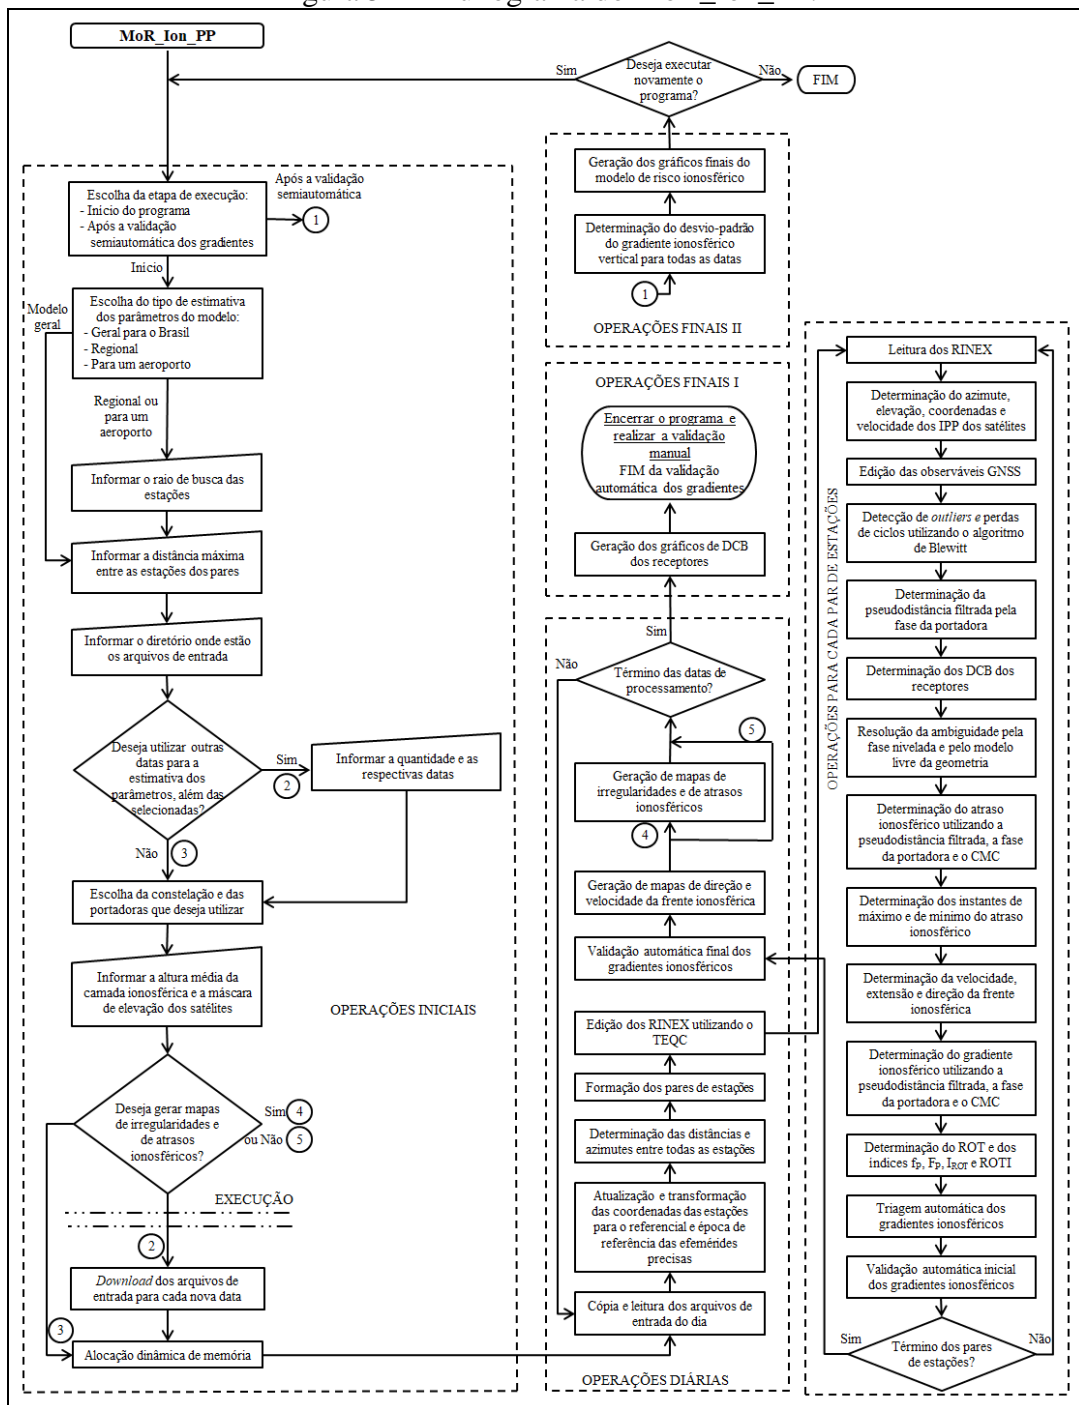 MoR_Ion_PP
Deseja executar
novamente o
programa?
Sim
Não
FIM
Após a validação
semiautomática
Escolha da etapa de execução:
- Inicio do programa
- Após a validação
semiautomática dos gradientes
1
Inicio
Modelo
geral
Escolha do tipo de estimativa
dos parâmetros do modelo:
- Geral para o Brasil
- Regional
- Para um aeroporto
Regional ou
para um
aeroporto
Informar o raio de busca das
estações
Informar a distância máxima
entre as estações dos pares
Informar o diretório onde estão
os arquivos de entrada
Deseja utilizar outras
datas para a
estimativa dos
parâmetros, além das
selecionadas?
Sim
2
Informar a quantidade e as
respectivas datas
Não
3
Escolha da constelação e das
portadoras que deseja utilizar
Informar a altura média da
camada ionosférica e a máscara
de elevação dos satélites
OPERAÇÕES INICIAIS
Deseja gerar mapas
de irregularidades e
de atrasos
ionosféricos?
Sim
4
ou Não
5
EXECUÇÃO
2
Download dos arquivos de
entrada para cada nova data
3
Alocação dinâmica de memória
Geração dos gráficos finais do
modelo de risco ionosférico
Determinação do desvio-padrão
do gradiente ionosférico
vertical para todas as datas
1
OPERAÇÕES FINAIS II
OPERAÇÕES FINAIS I
Encerrar o programa e
realizar a validação
manual
FIM da validação
automática dos gradientes
Geração dos gráficos de DCB
dos receptores
Sim
Não
Término das datas de
processamento?
5
Geração de mapas de
irregularidades e de atrasos
ionosféricos
4
Geração de mapas de direção e
velocidade da frente ionosférica
Validação automática final dos
gradientes ionosféricos
Edição dos RINEX utilizando o
TEQC
Formação dos pares de estações
Determinação das distâncias e
azimutes entre todas as estações
Atualização e transformação
das coordenadas das estações
para o referencial e época de
referência das efemérides
precisas
Cópia e leitura dos arquivos de
entrada do dia
OPERAÇÕES DIÁRIAS
OPERAÇÕES PARA CADA PAR DE ESTAÇÕES
Leitura dos RINEX
Determinação do azimute,
elevação, coordenadas e
velocidade dos IPP dos satélites
Edição das observáveis GNSS
Detecção de outliers e perdas
de ciclos utilizando o algoritmo
de Blewitt
Determinação da
pseudodistância filtrada pela
fase da portadora
Determinação dos DCB dos
receptores
Resolução da ambiguidade pela
fase nivelada e pelo modelo
livre da geometria
Determinação do atraso
ionosférico utilizando a
pseudodistância filtrada, a fase
da portadora e o CMC
Determinação dos instantes de
máximo e de minimo do atraso
ionosférico
Determinação da velocidade,
extensão e direção da frente
ionosférica
Determinação do gradiente
ionosférico utilizando a
pseudodistância filtrada, a fase
da portadora e o CMC
Determinação do ROT e dos
indices fP, FP, IROT e ROTI
Triagem automática dos
gradientes ionosféricos
Validação automática inicial
dos gradientes ionosféricos
Sim
Não
Término dos pares
de estações?